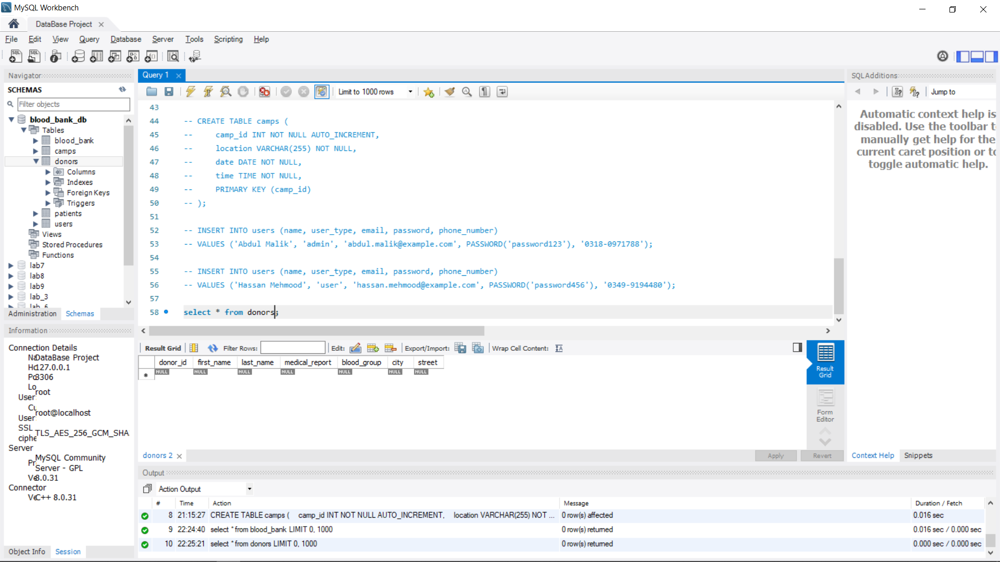 MySQL Workbench
DataBase Project
File Edit View Query Database Server Tools Scripting Help
Navigator
SCHEMAS
Filter objects
blood_bank_db
Tables
blood_bank
camps
donors
Columns
Indexes
Foreign Keys
Triggers
patients
users
Views
Stored Procedures
Functions
lab7
lab8
lab9
lab_3
lab_6
Administration Schemas
Information
Connection Details
DataBase Project
127.0.0.1
3306
Lo
root
User
root@localhost
User
SSL
TLS_AES_256_GCM_SHA
ciphe
Server
MySQL Community
Pr
Server - GPL
8.0.31
Connector
C++ 8.0.31
Object Info Session
Query 1
Limit to 1000 rows
43
44 -- CREATE TABLE camps (
45 -- camp_id INT NOT NULL AUTO_INCREMENT,
46 -- location VARCHAR(255) NOT NULL,
47 -- date DATE NOT NULL,
48 -- time TIME NOT NULL,
49 -- PRIMARY KEY (camp_id)
50 -- );
51
52 -- INSERT INTO users (name, user_type, email, password, phone_number)
53 -- VALUES ('Abdul Malik', 'admin', 'abdul.malik@example.com', PASSWORD('password123'), '0318-0971788');
54
55 -- INSERT INTO users (name, user_type, email, password, phone_number)
56 -- VALUES ('Hassan Mehmood', 'user', 'hassan.mehmood@example.com', PASSWORD('password456'), '0349-9194480');
57
58 select * from donors;
Result Grid Filter Rows: Edit: Export/Import: Wrap Cell Content:
donor_id first_name last_name medical_report blood_group city street
NULL NULL NULL NULL NULL NULL NULL
Result
Grid
Form
Editor
donors 2
Apply Revert
Output
Action Output
# Time Action Message Duration / Fetch
8 21:15:27 CREATE TABLE camps ( camp_id INT NOT NULL AUTO_INCREMENT, location VARCHAR(255) NOT ... 0 row(s) affected 0.016 sec
9 22:24:40 select * from blood_bank LIMIT 0, 1000 0 row(s) returned 0.016 sec / 0.000 sec
10 22:25:21 select * from donors LIMIT 0, 1000 0 row(s) returned 0.000 sec / 0.000 sec
SQLAdditions
Jump to
Automatic context help is
disabled. Use the toolbar t
manually get help for the
current caret position or to
toggle automatic help.
Context Help Snippets